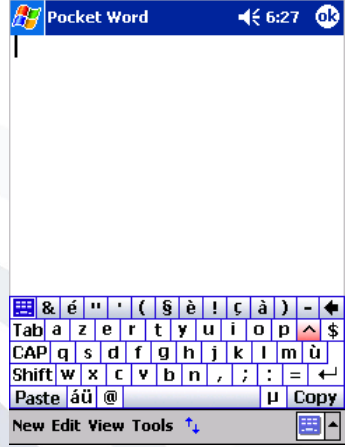 Pocket Word 6:27 ok
& é " ' ( § è ! ç à ) - 
Tab a z e r t y u i o p ^ $
CAP q s d f g h j k l m ù
Shift w x c v b n , ; : = ↵
Paste áü @ µ Copy
New Edit View Tools